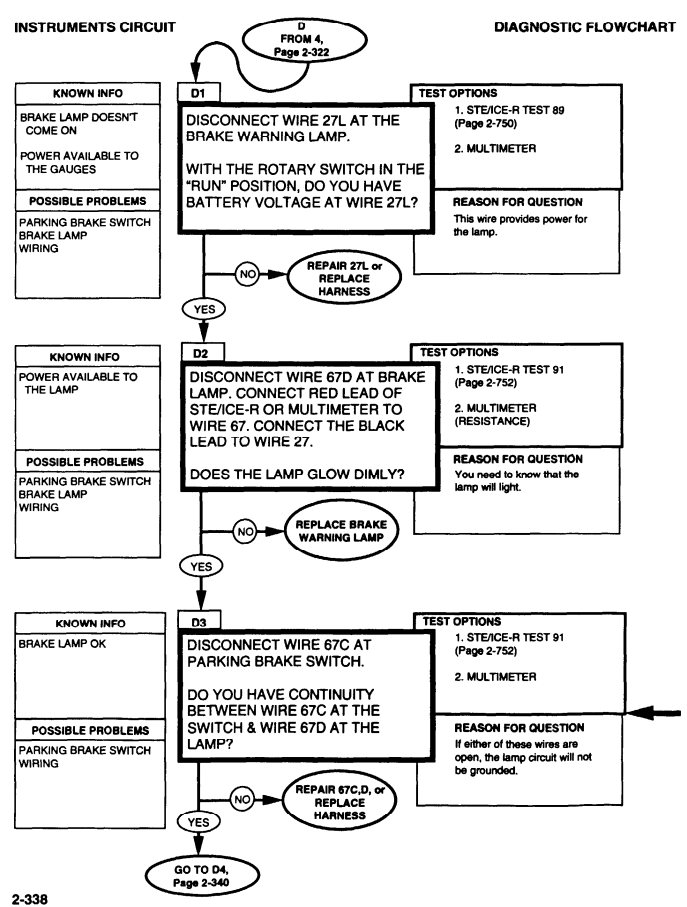 INSTRUMENTS CIRCUIT
DIAGNOSTIC FLOWCHART
D
FROM 4,
Page 2-322
KNOWN INFO
BRAKE LAMP DOESN'T
COME ON
POWER AVAILABLE TO
THE GAUGES
POSSIBLE PROBLEMS
PARKING BRAKE SWITCH
BRAKE LAMP
WIRING
D1
DISCONNECT WIRE 27L AT THE
BRAKE WARNING LAMP.
WITH THE ROTARY SWITCH IN THE
"RUN" POSITION, DO YOU HAVE
BATTERY VOLTAGE AT WIRE 27L?
TEST OPTIONS
1. STE/ICE-R TEST 89
(Page 2-750)
2. MULTIMETER
REASON FOR QUESTION
This wire provides power for
the lamp.
NO
REPAIR 27L or
REPLACE
HARNESS
YES
KNOWN INFO
POWER AVAILABLE TO
THE LAMP
POSSIBLE PROBLEMS
PARKING BRAKE SWITCH
BRAKE LAMP
WIRING
D2
DISCONNECT WIRE 67D AT BRAKE
LAMP. CONNECT RED LEAD OF
STE/ICE-R OR MULTIMETER TO
WIRE 67. CONNECT THE BLACK
LEAD TO WIRE 27.
DOES THE LAMP GLOW DIMLY?
TEST OPTIONS
1. STE/ICE-R TEST 91
(Page 2-752)
2. MULTIMETER
(RESISTANCE)
REASON FOR QUESTION
You need to know that the
lamp will light.
NO
REPLACE BRAKE
WARNING LAMP
YES
KNOWN INFO
BRAKE LAMP OK
POSSIBLE PROBLEMS
PARKING BRAKE SWITCH
WIRING
D3
DISCONNECT WIRE 67C AT
PARKING BRAKE SWITCH.
DO YOU HAVE CONTINUITY
BETWEEN WIRE 67C AT THE
SWITCH & WIRE 67D AT THE
LAMP?
TEST OPTIONS
1. STE/ICE-R TEST 91
(Page 2-752)
2. MULTIMETER
REASON FOR QUESTION
If either of these wires are
open, the lamp circuit will not
be grounded.
NO
REPAIR 67C,D, or
REPLACE
HARNESS
YES
GO TO D4,
Page 2-340
2-338